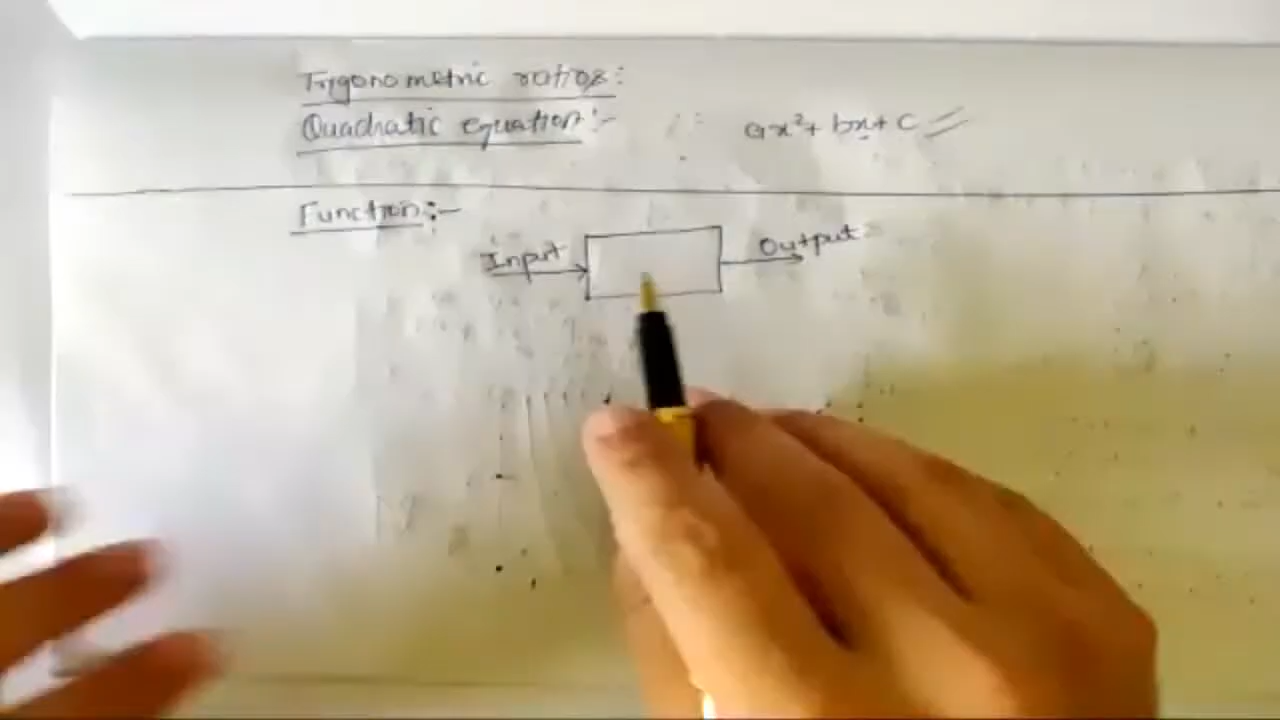 Trigonometric ratios:
Quadratic equation:- ax²+ bx+ c
Function:-
Input Output